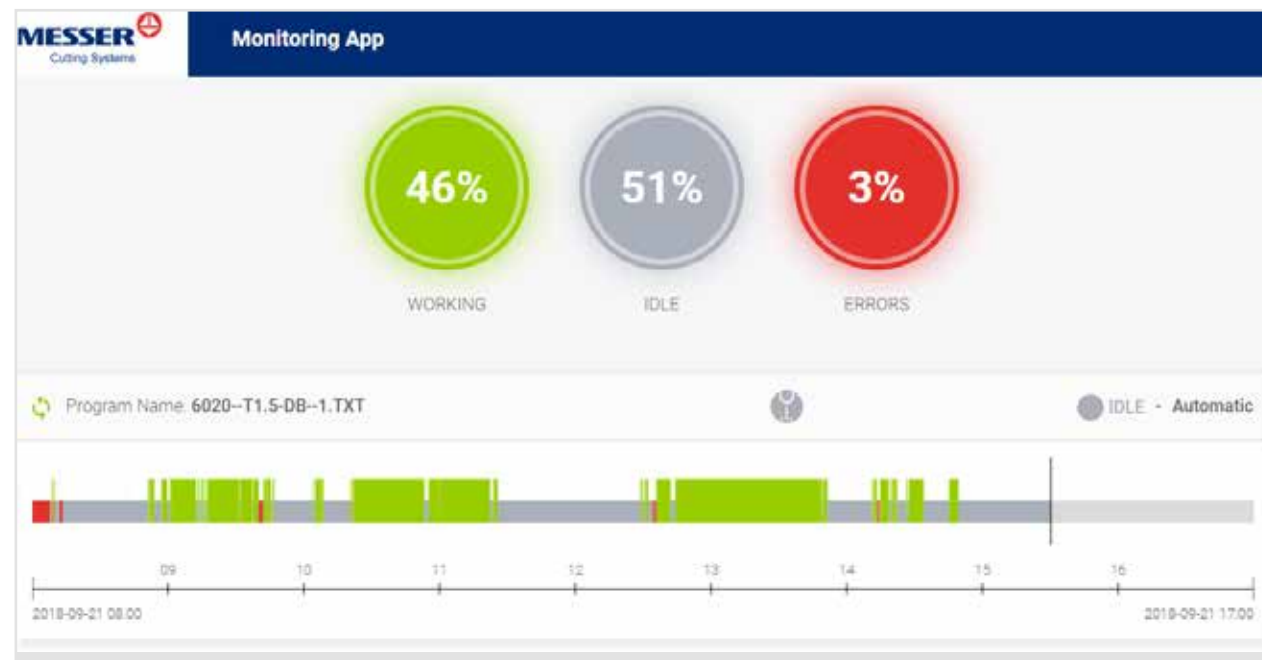 MESSER
Cutting Systems
Monitoring App
46% 51% 3%
WORKING IDLE ERRORS
Program Name: 6020--T1.5-DB--1.TXT IDLE - Automatic
09 10 11 12 13 14 15 16
2018-09-21 08:00 2018-09-21 17:00